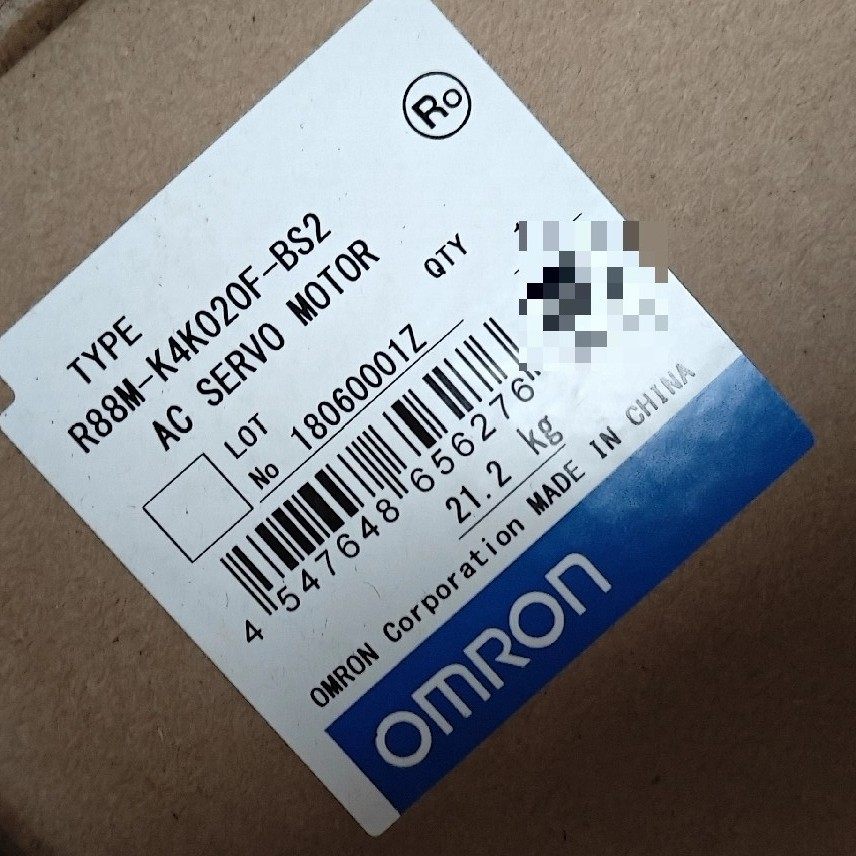 Ro
TYPE
R88M-K4K020F-BS2
AC SERVO MOTOR
QTY
LOT
No 18060001Z
4 547648 656276
21.2 kg
OMRON Corporation MADE IN CHINA
OMRON